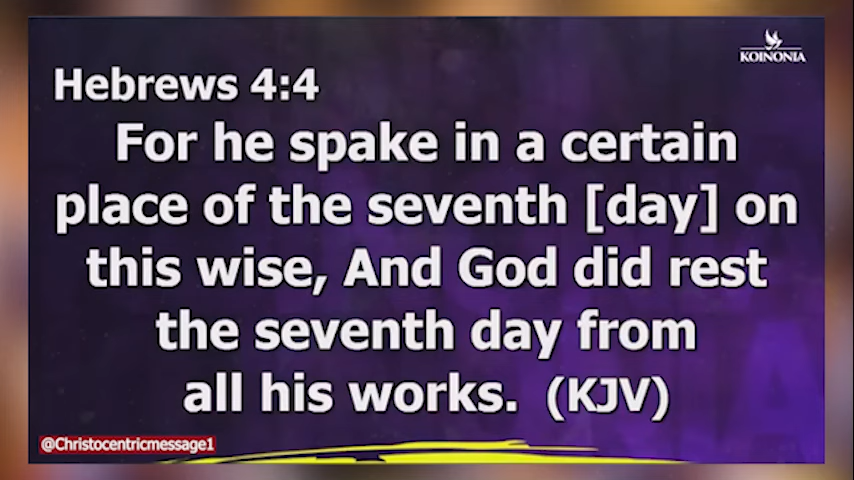 KOINONIA
Hebrews 4:4
For he spake in a certain
place of the seventh [day] on
this wise, And God did rest
the seventh day from
all his works. (KJV)
@Christocentricmessage1